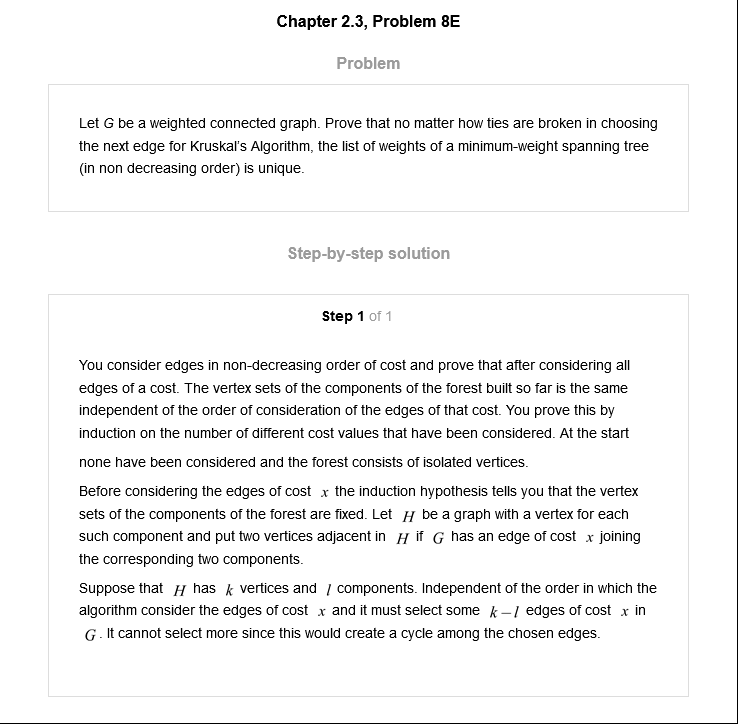 Chapter 2.3, Problem 8E
Problem
Let G be a weighted connected graph. Prove that no matter how ties are broken in choosing
the next edge for Kruskal's Algorithm, the list of weights of a minimum-weight spanning tree
(in non decreasing order) is unique.
Step-by-step solution
Step 1 of 1
You consider edges in non-decreasing order of cost and prove that after considering all
edges of a cost. The vertex sets of the components of the forest built so far is the same
independent of the order of consideration of the edges of that cost. You prove this by
induction on the number of different cost values that have been considered. At the start
none have been considered and the forest consists of isolated vertices.
Before considering the edges of cost x the induction hypothesis tells you that the vertex
sets of the components of the forest are fixed. Let H be a graph with a vertex for each
such component and put two vertices adjacent in H if G has an edge of cost x joining
the corresponding two components.
Suppose that H has k vertices and l components. Independent of the order in which the
algorithm consider the edges of cost x and it must select some k – l edges of cost x in
G. It cannot select more since this would create a cycle among the chosen edges.